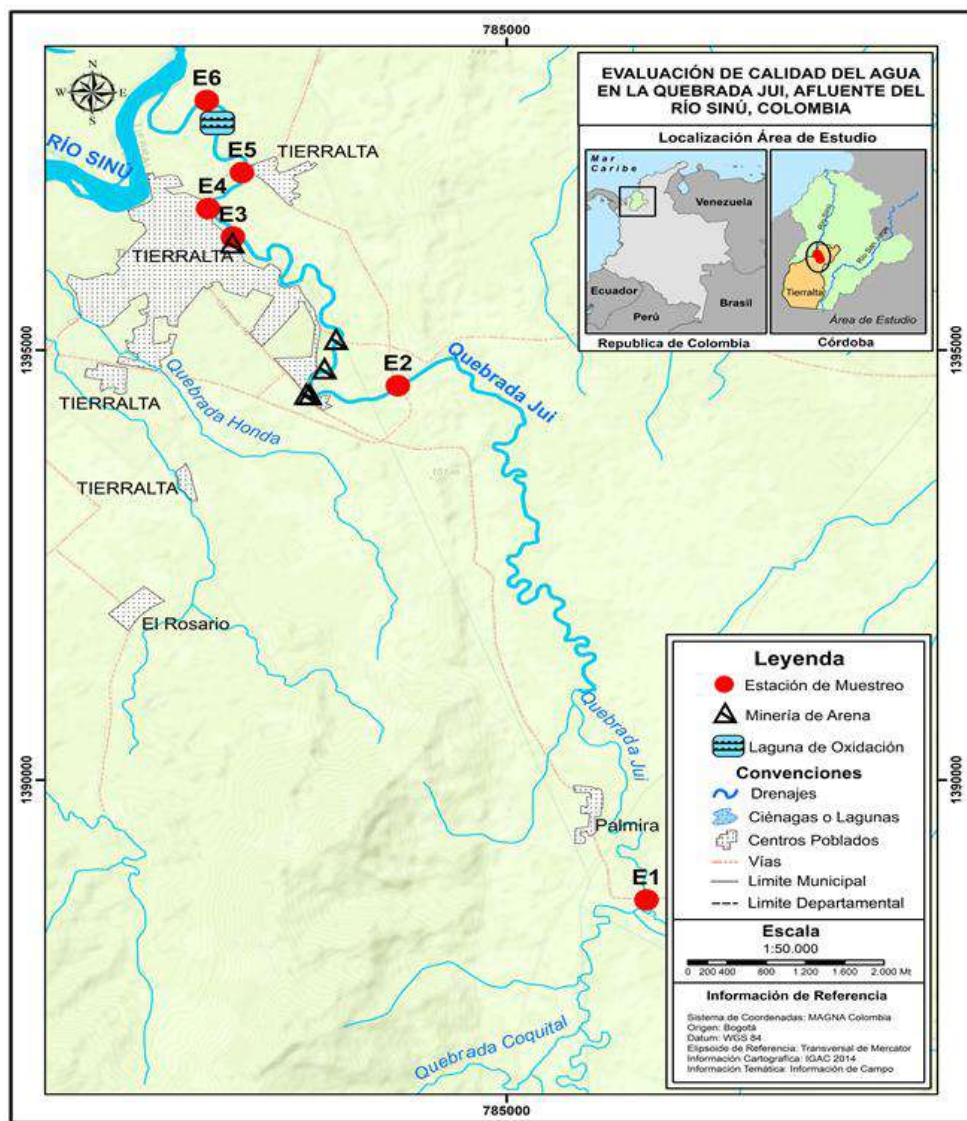 785000
EVALUACIÓN DE CALIDAD DEL AGUA
EN LA QUEBRADA JUI, AFLUENTE DEL
RÍO SINÚ, COLOMBIA
Localización Área de Estudio
Mar
Caribe
Venezuela
Ecuador
Perú
Brasil
Republica de Colombia
Río Sinú
Río San Jorge
Tierralta
Área de Estudio
Córdoba
N
W
E
S
E6
RÍO SINÚ
E5
TIERRALTA
E4
E3
TIERRALTA
1395000
1395000
E2
Quebrada Jui
TIERRALTA
Quebrada Honda
TIERRALTA
El Rosario
Quebrada Jui
1390000
1390000
Palmira
E1
Quebrada Coquital
785000
Leyenda
Estación de Muestreo
Minería de Arena
Laguna de Oxidación
Convenciones
Drenajes
Ciénagas o Lagunas
Centros Poblados
Vías
Limite Municipal
Limite Departamental
Escala
1:50.000
0 200 400 800 1.200 1.600 2.000 Mt
Información de Referencia
Sistema de Coordenadas: MAGNA Colombia
Origen: Bogotá
Datum: WGS 84
Elipsoide de Referencia: Transversal de Mercator
Información Cartografica: IGAC 2014
Información Temática: Información de Campo